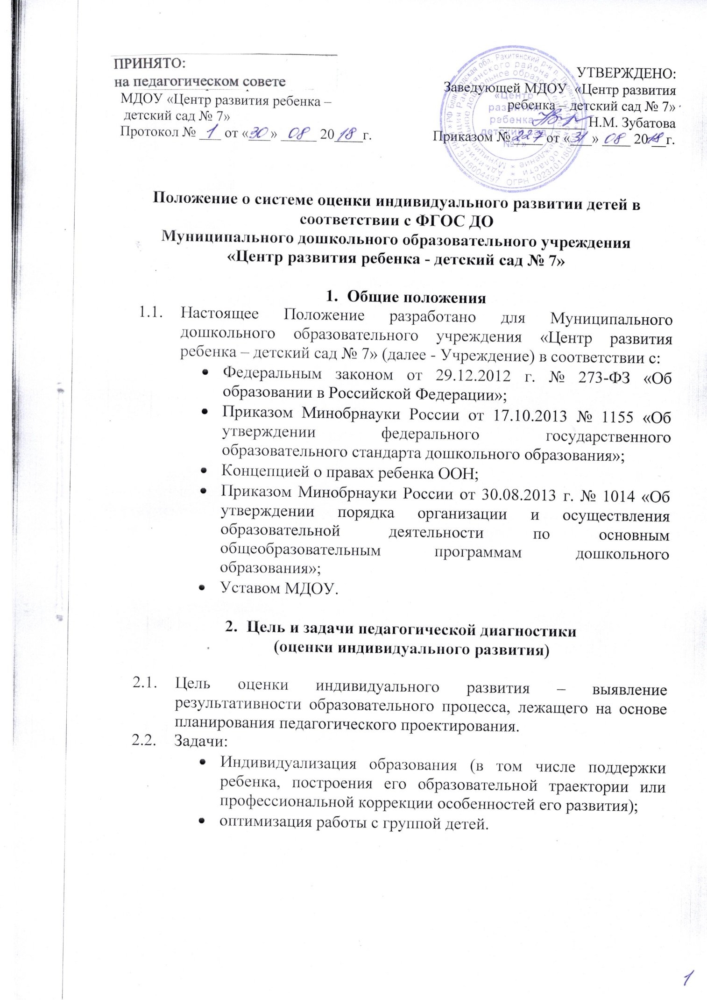 ПРИНЯТО:
на педагогическом совете
МДОУ «Центр развития ребенка –
детский сад № 7»
Протокол № 1 от «30» 08 2018г.
УТВЕРЖДЕНО:
Заведующей МДОУ «Центр развития
ребенка – детский сад № 7»
Н.М. Зубатова
Приказом № 227 от «31» 08 2018г.
«Центр
развития
ребенка-
детский сад
№7»
Положение о системе оценки индивидуального развитии детей в
соответствии с ФГОС ДО
Муниципального дошкольного образовательного учреждения
«Центр развития ребенка - детский сад № 7»
1. Общие положения
1.1. Настоящее Положение разработано для Муниципального
дошкольного образовательного учреждения «Центр развития
ребенка – детский сад № 7» (далее - Учреждение) в соответствии с:
• Федеральным законом от 29.12.2012 г. № 273-ФЗ «Об
образовании в Российской Федерации»;
• Приказом Минобрнауки России от 17.10.2013 № 1155 «Об
утверждении федерального государственного
образовательного стандарта дошкольного образования»;
• Концепцией о правах ребенка ООН;
• Приказом Минобрнауки России от 30.08.2013 г. № 1014 «Об
утверждении порядка организации и осуществления
образовательной деятельности по основным
общеобразовательным программам дошкольного
образования»;
• Уставом МДОУ.
2. Цель и задачи педагогической диагностики
(оценки индивидуального развития)
2.1. Цель оценки индивидуального развития – выявление
результативности образовательного процесса, лежащего на основе
планирования педагогического проектирования.
2.2. Задачи:
• Индивидуализация образования (в том числе поддержки
ребенка, построения его образовательной траектории или
профессиональной коррекции особенностей его развития);
• оптимизация работы с группой детей.
1